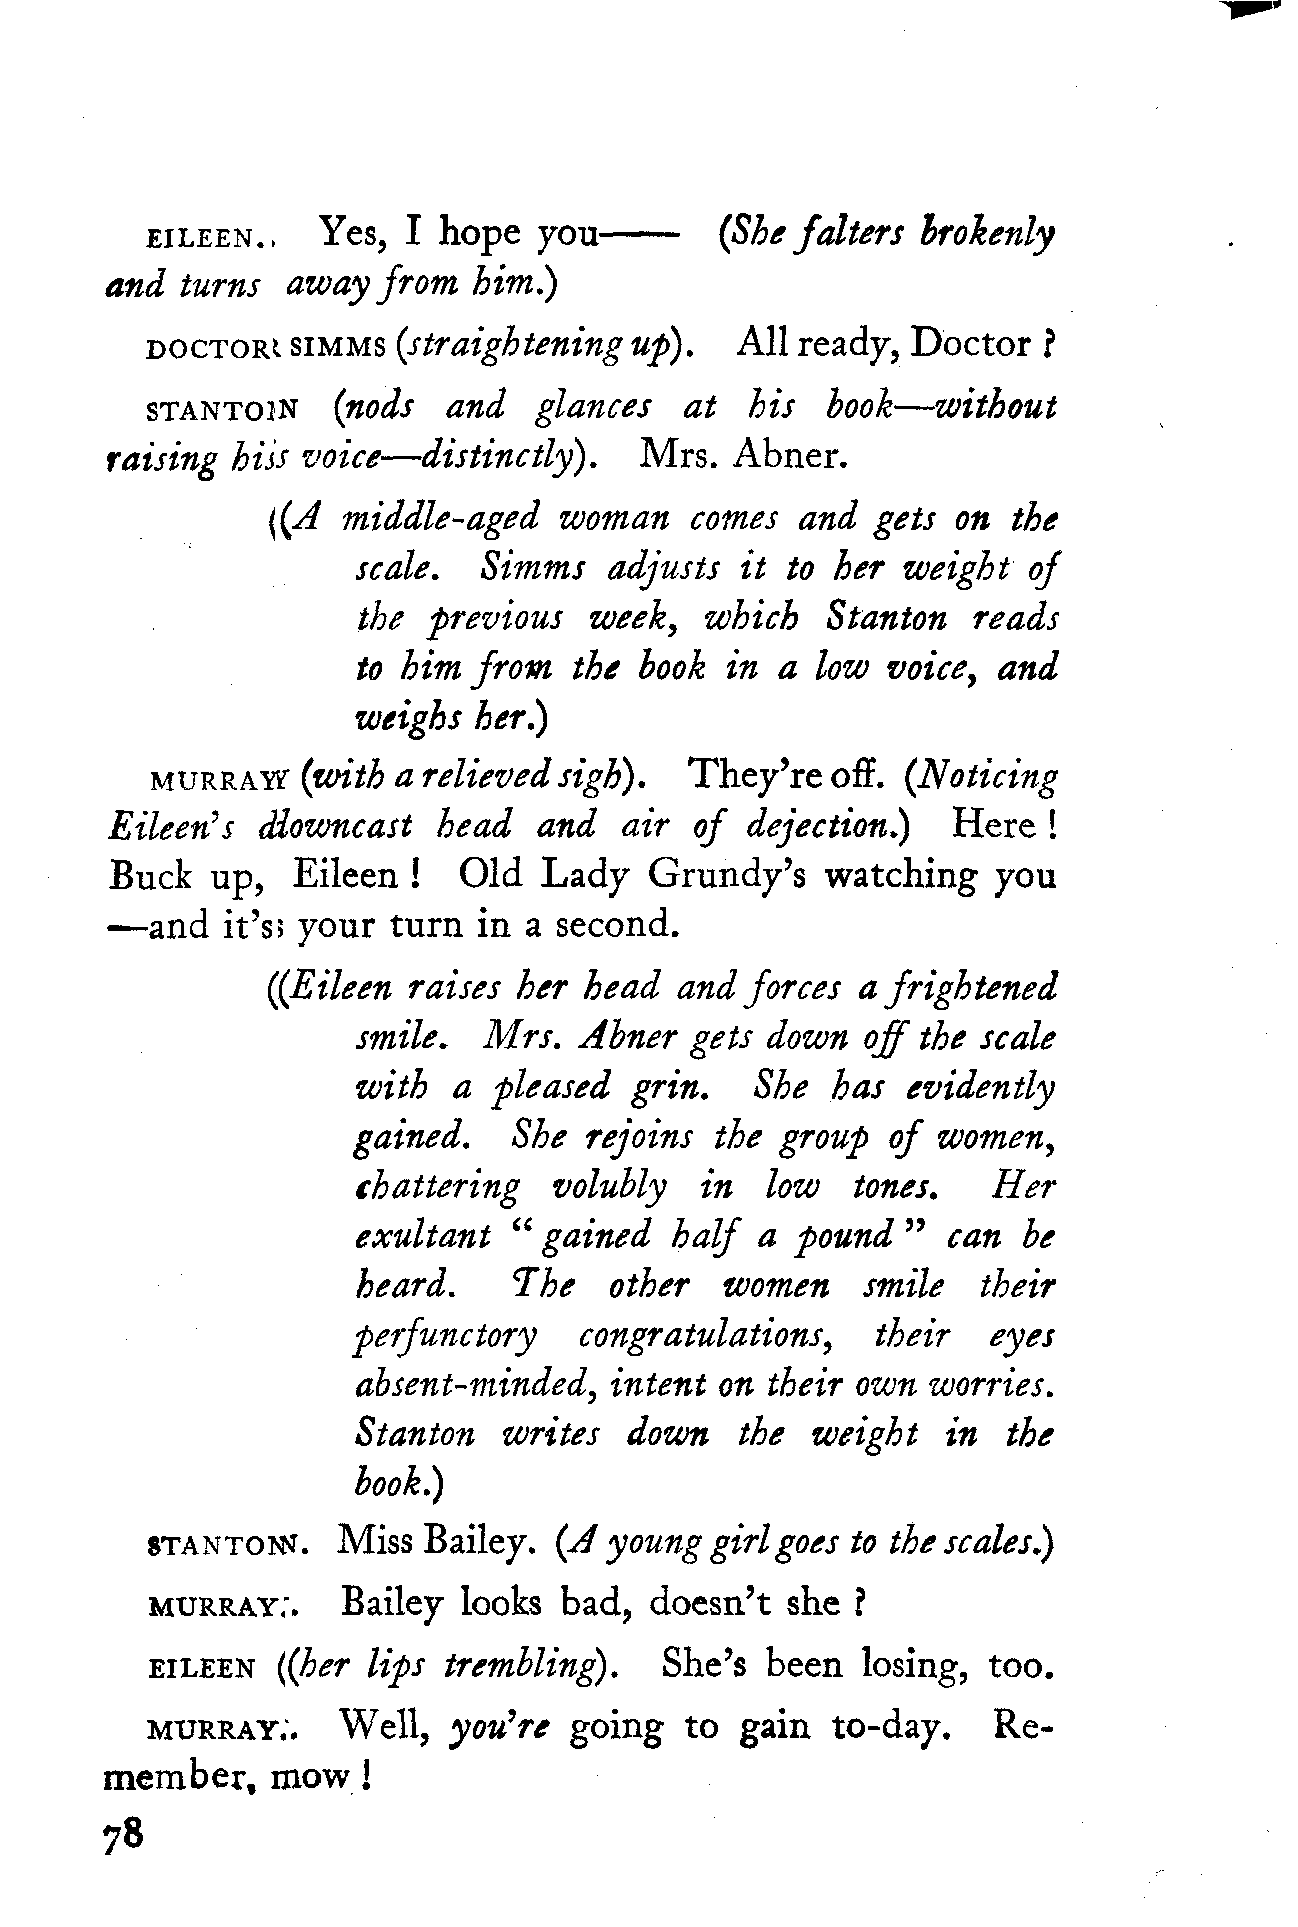 EILEEN. Yes, I hope you—— (She falters brokenly
and turns away from him.)
DOCTOR SIMMS (straightening up). All ready, Doctor ?
STANTON (nods and glances at his book—without
raising his voice—distinctly). Mrs. Abner.
(A middle-aged woman comes and gets on the
scale. Simms adjusts it to her weight of
the previous week, which Stanton reads
to him from the book in a low voice, and
weighs her.)
MURRAY (with a relieved sigh). They're off. (Noticing
Eileen's downcast head and air of dejection.) Here !
Buck up, Eileen ! Old Lady Grundy's watching you
—and it's your turn in a second.
(Eileen raises her head and forces a frightened
smile. Mrs. Abner gets down off the scale
with a pleased grin. She has evidently
gained. She rejoins the group of women,
chattering volubly in low tones. Her
exultant " gained half a pound " can be
heard. The other women smile their
perfunctory congratulations, their eyes
absent-minded, intent on their own worries.
Stanton writes down the weight in the
book.)
STANTON. Miss Bailey. (A young girl goes to the scales.)
MURRAY. Bailey looks bad, doesn't she ?
EILEEN (her lips trembling). She's been losing, too.
MURRAY. Well, you're going to gain to-day. Re-
member, now !
78